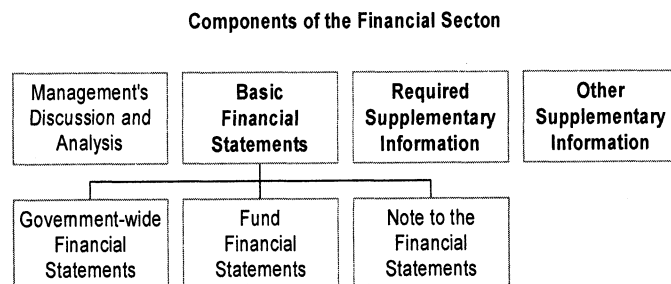 Components of the Financial Secton
Management's
Discussion and
Analysis
Basic
Financial
Statements
Required
Supplementary
Information
Other
Supplementary
Information
Government-wide
Financial
Statements
Fund
Financial
Statements
Note to the
Financial
Statements